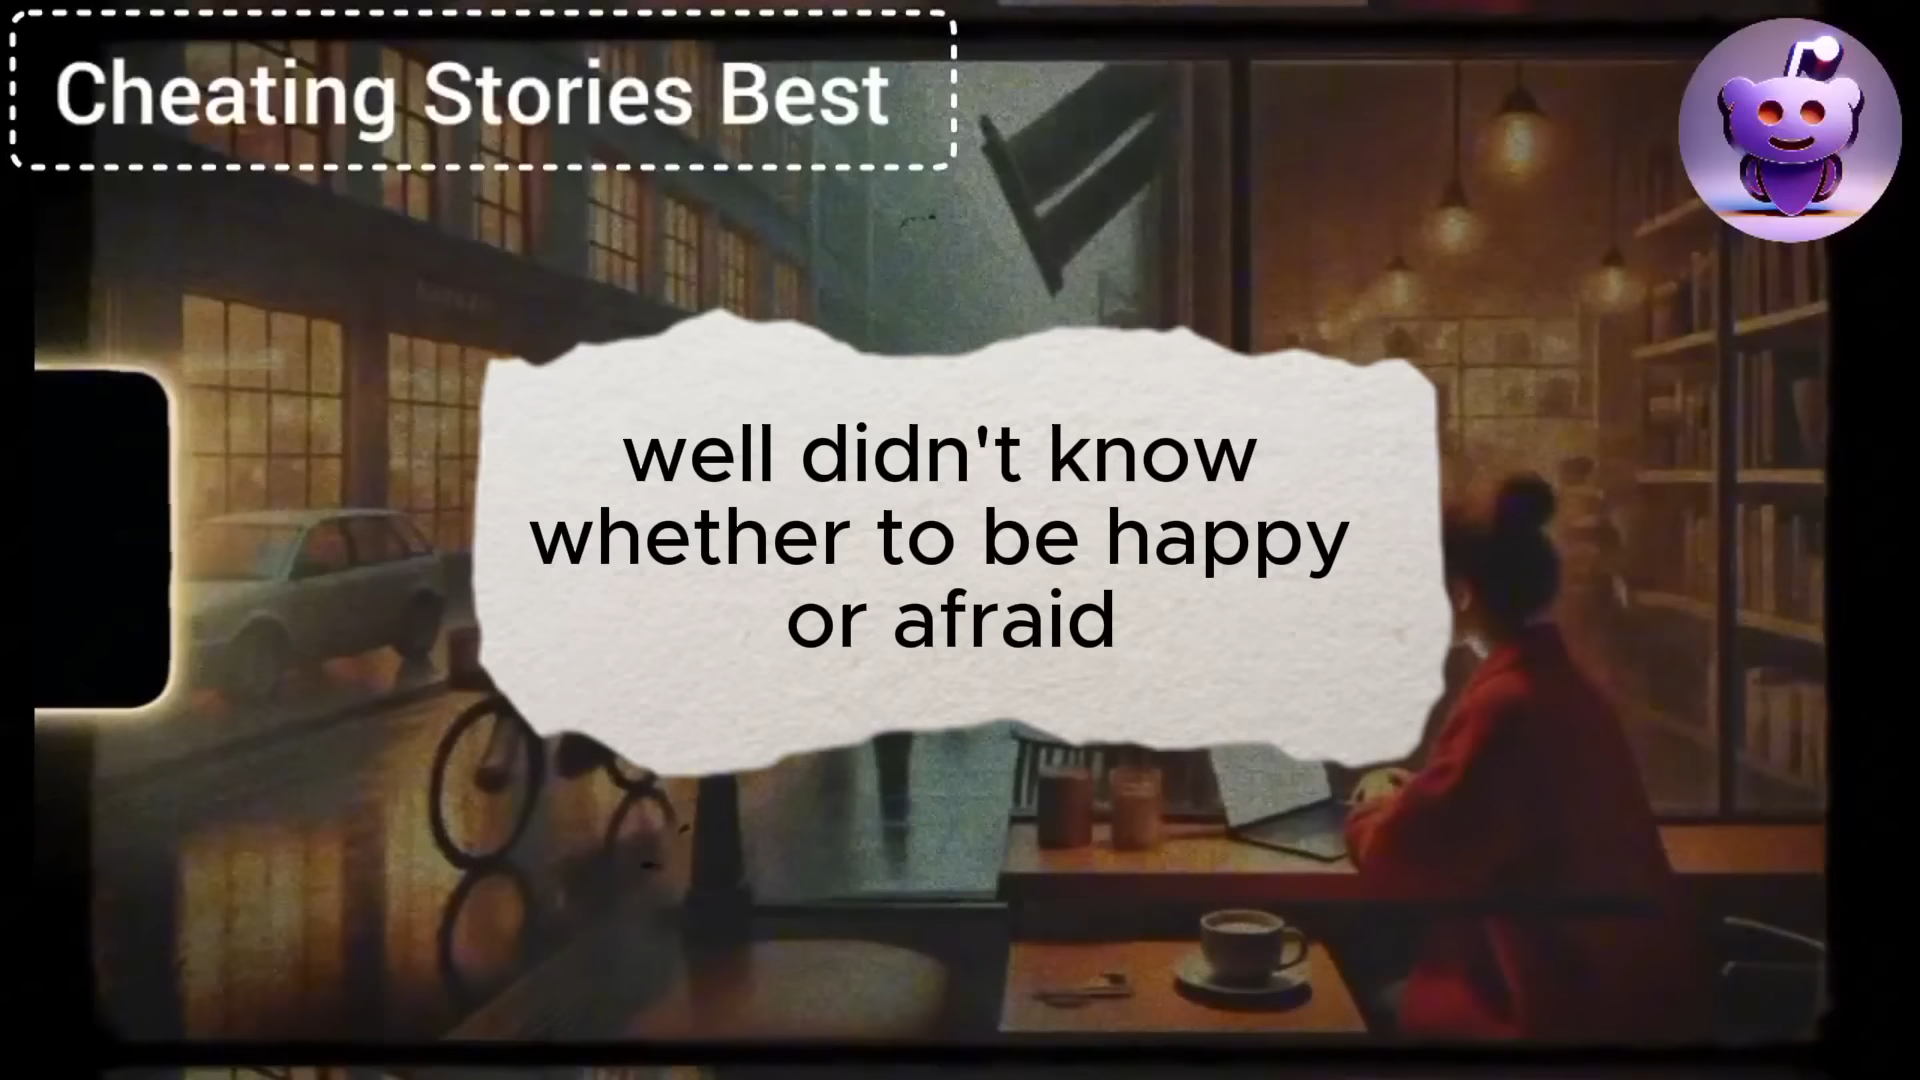 Cheating Stories Best
well didn't know
whether to be happy
or afraid